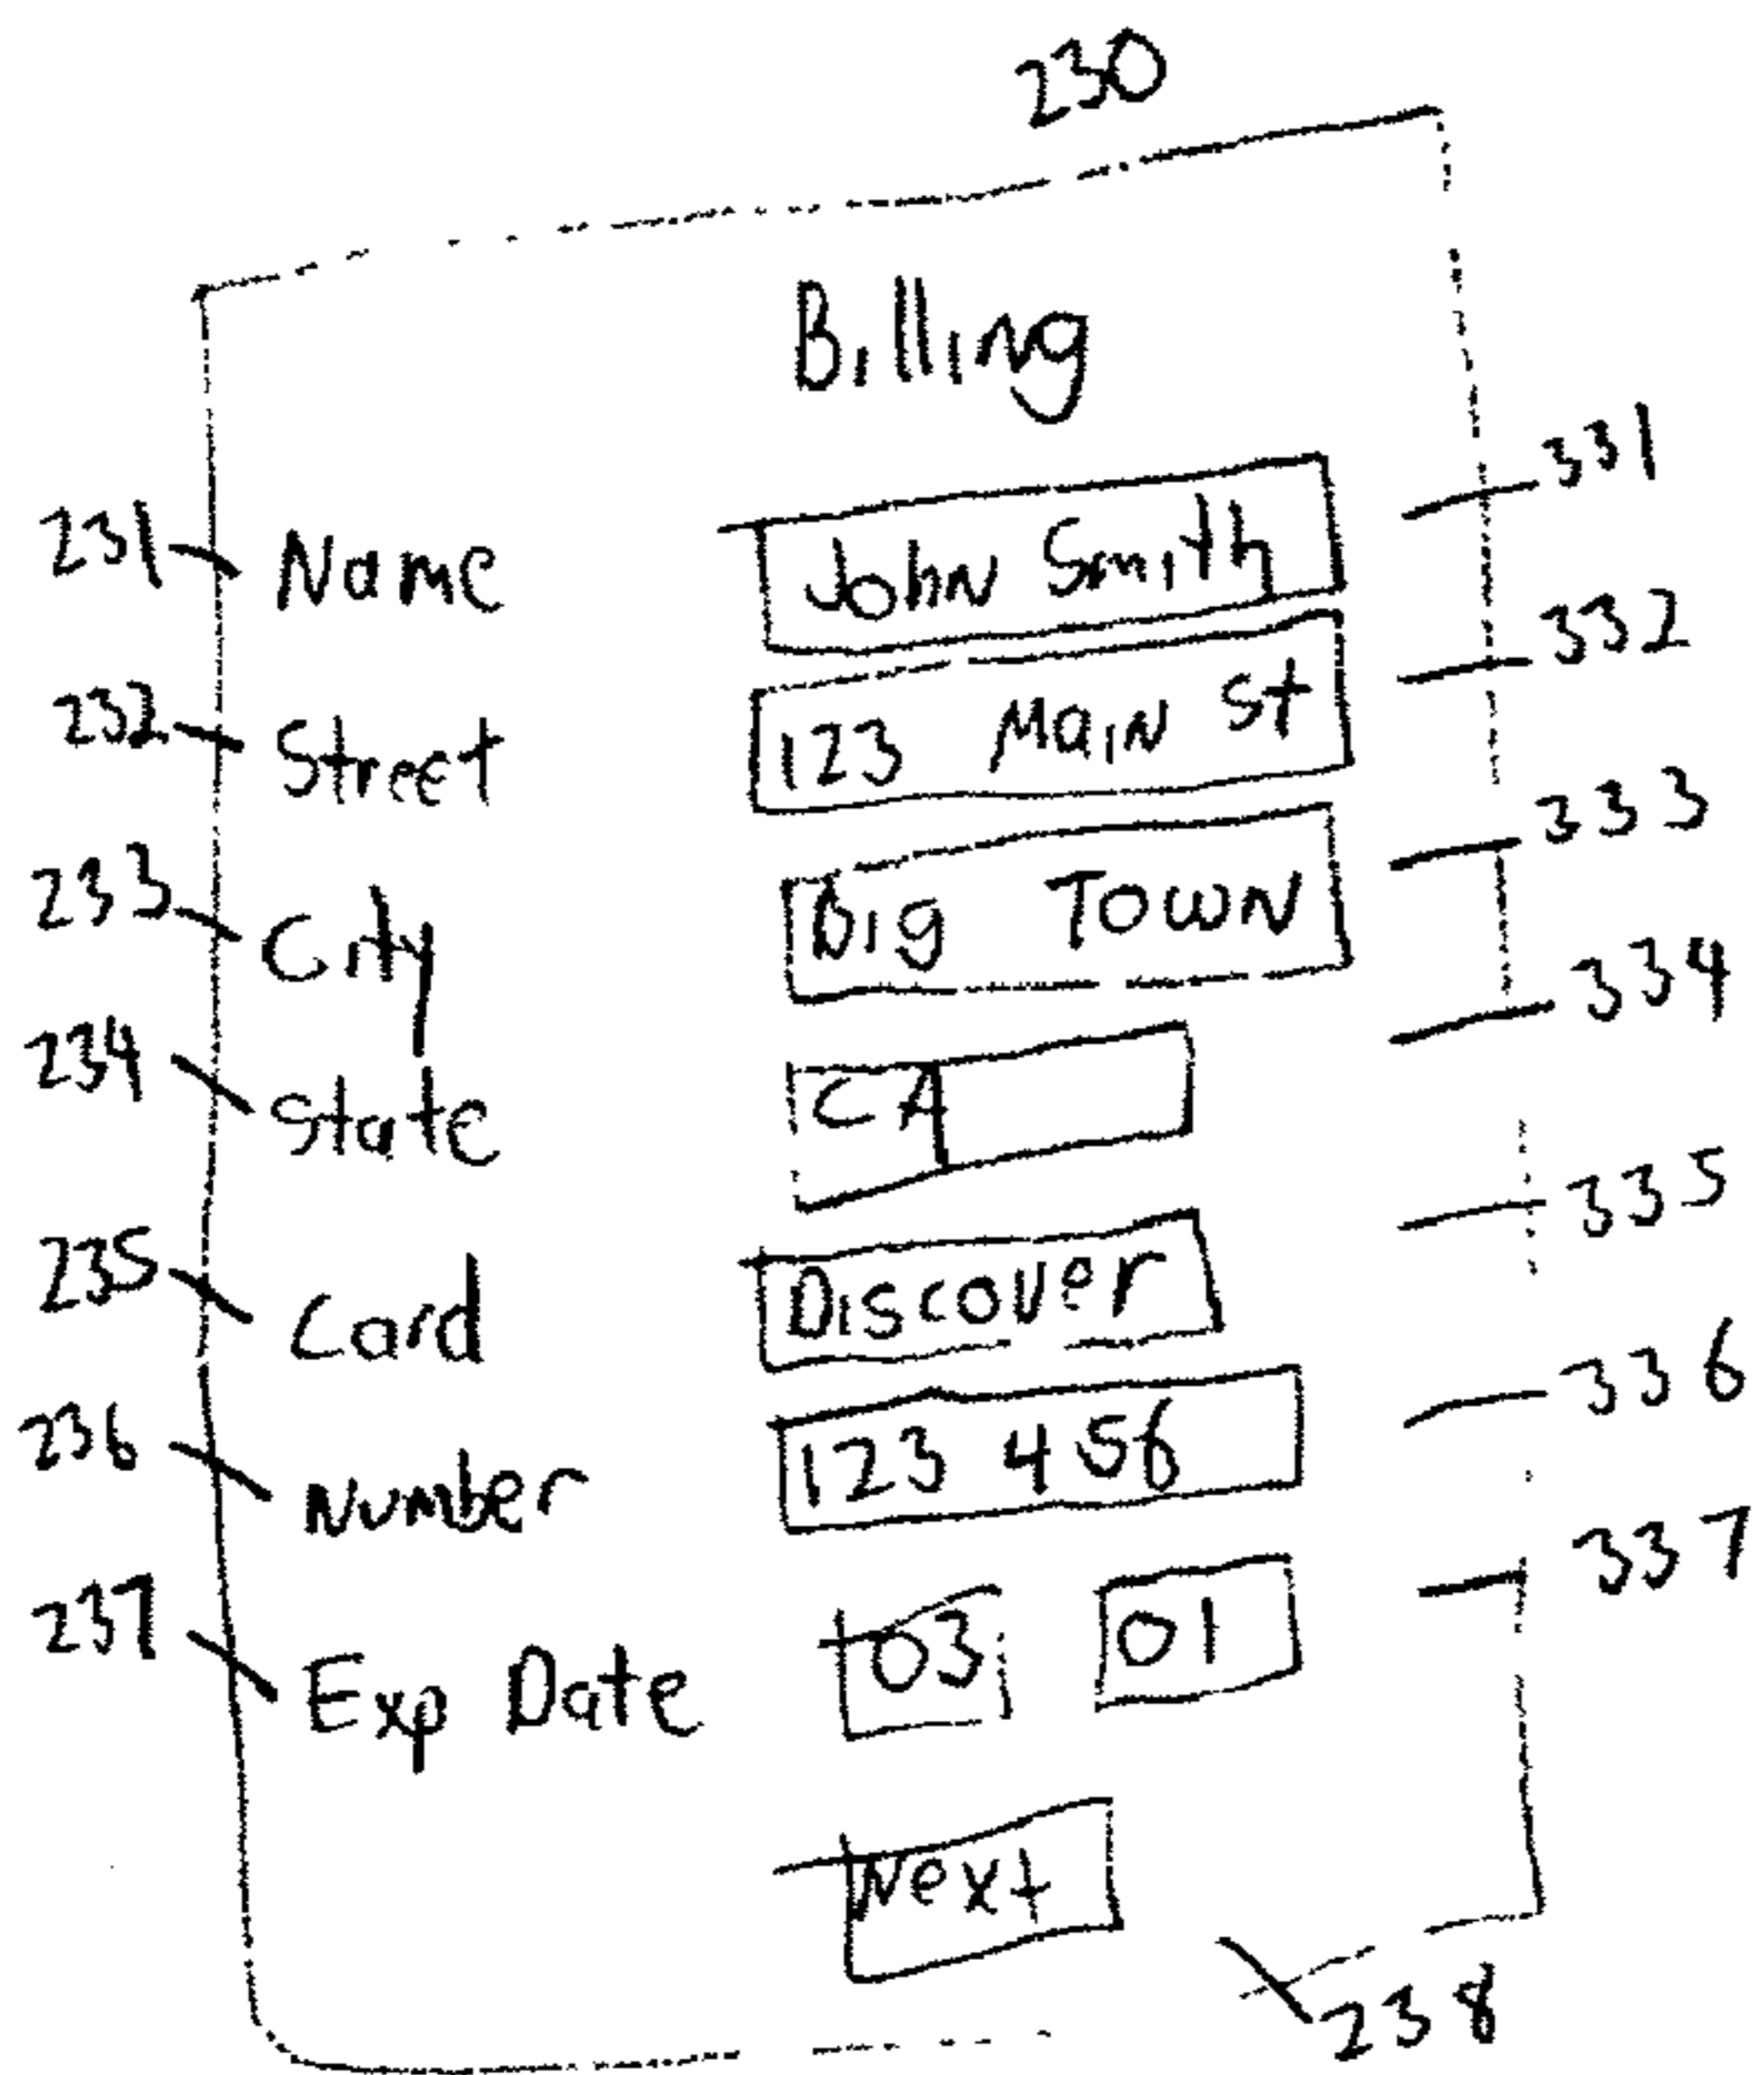 230
Billing
231 Name John Smith 331
232 Street 123 Main St 332
233 City Big Town 333
234 State CA 334
235 Card Discover 335
236 Number 123 456 336
237 Exp Date 03 01 337
Next
238